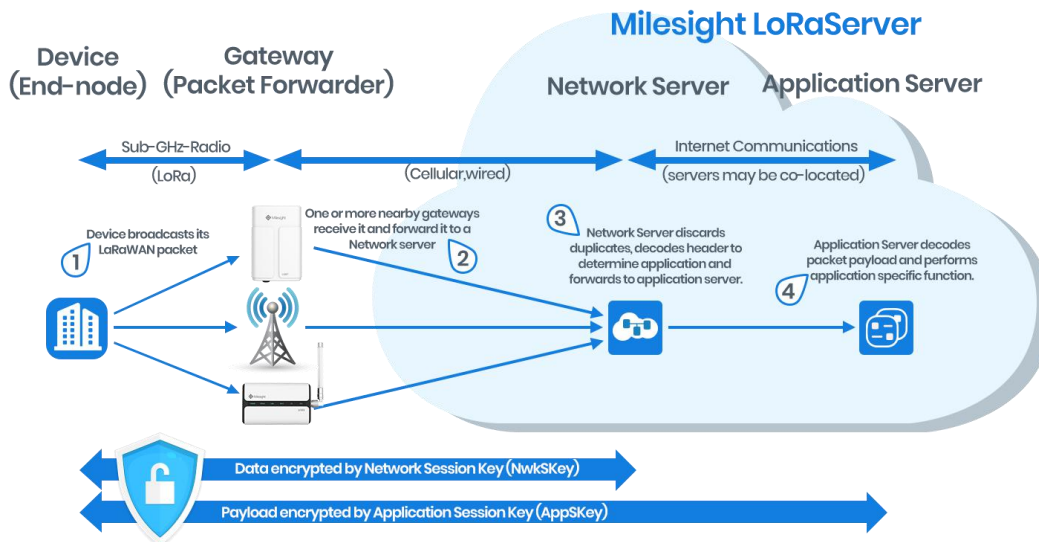 Milesight LoRaServer
Device
(End-node)
Gateway
(Packet Forwarder)
Network Server
Application Server
Sub-GHz-Radio
(LoRa)
(Cellular,wired)
Internet Communications
(servers may be co-located)
1
Device broadcasts its
LaRaWAN packet
One or more nearby gateways
receive it and forward it to a
Network server
2
3
Network Server discards
duplicates, decodes header to
determine application and
forwards to application server.
4
Application Server decodes
packet payload and performs
application specific function.
Milesight
Milesight
Data encrypted by Network Session Key (NwkSKey)
Payload encrypted by Application Session Key (AppSKey)